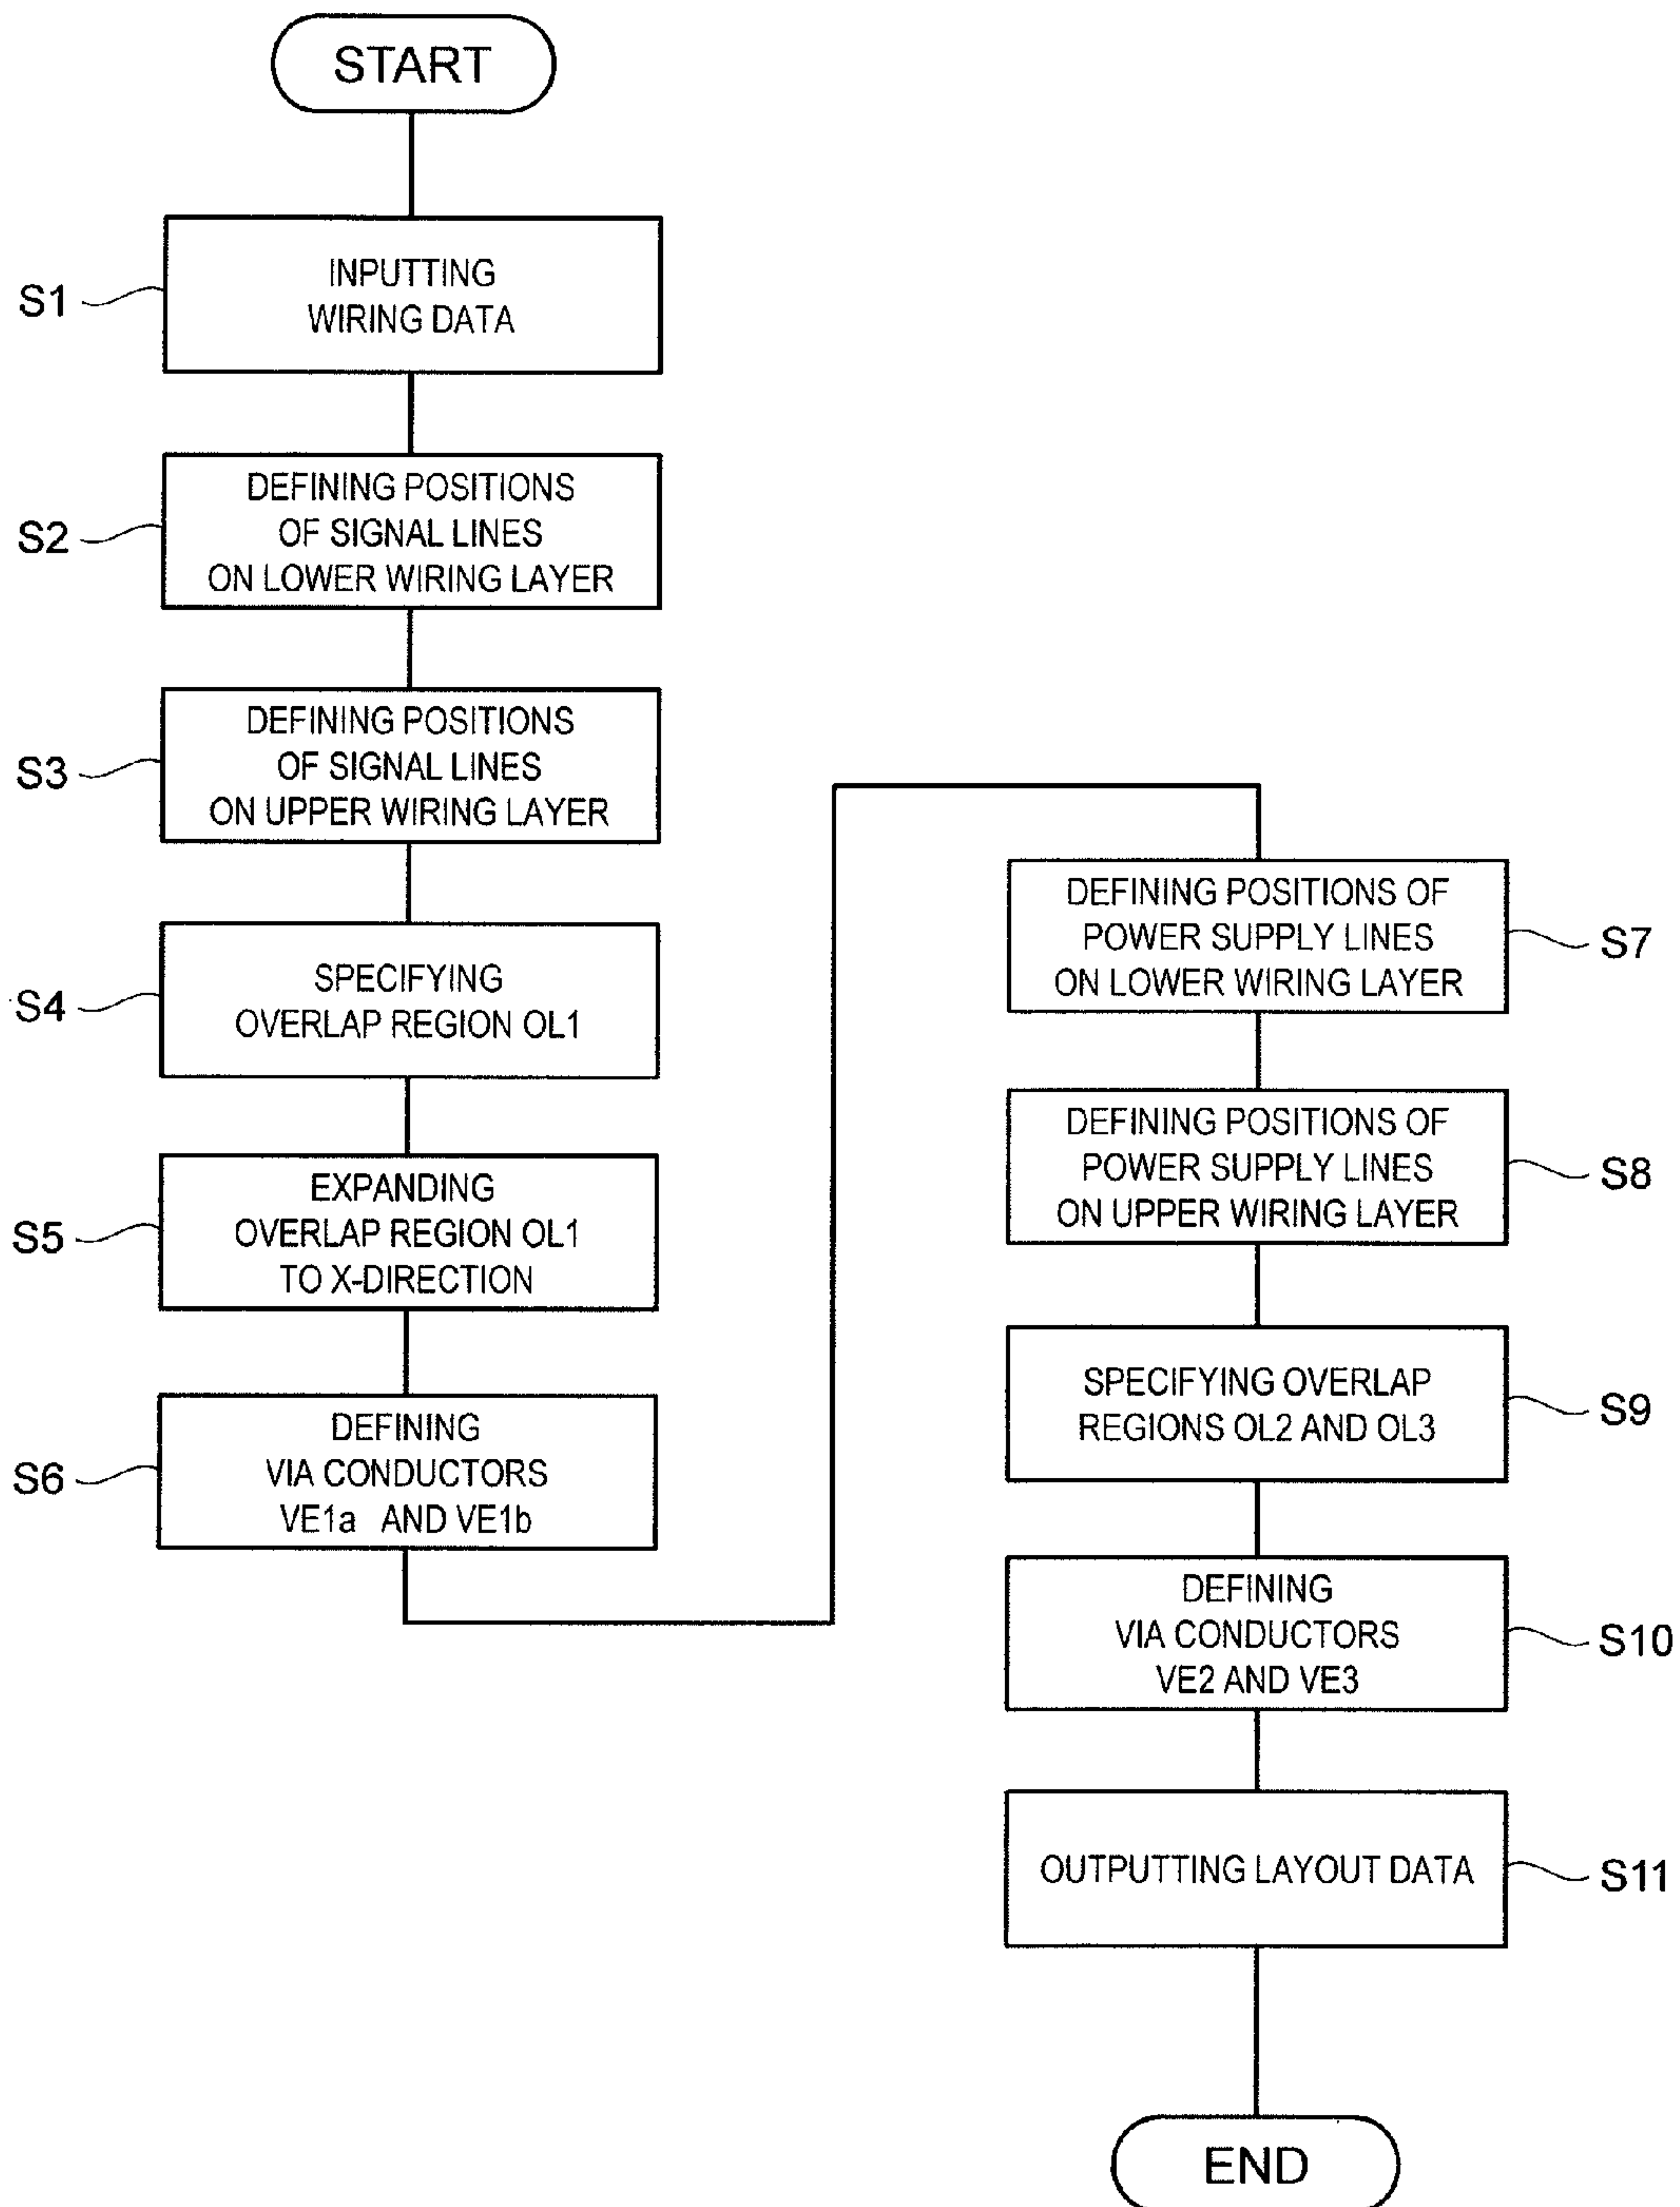 START
S1
INPUTTING
WIRING DATA
S2
DEFINING POSITIONS
OF SIGNAL LINES
ON LOWER WIRING LAYER
S3
DEFINING POSITIONS
OF SIGNAL LINES
ON UPPER WIRING LAYER
S4
SPECIFYING
OVERLAP REGION OL1
S5
EXPANDING
OVERLAP REGION OL1
TO X-DIRECTION
S6
DEFINING
VIA CONDUCTORS
VE1a AND VE1b
DEFINING POSITIONS OF
POWER SUPPLY LINES
ON LOWER WIRING LAYER
S7
DEFINING POSITIONS OF
POWER SUPPLY LINES
ON UPPER WIRING LAYER
S8
SPECIFYING OVERLAP
REGIONS OL2 AND OL3
S9
DEFINING
VIA CONDUCTORS
VE2 AND VE3
S10
OUTPUTTING LAYOUT DATA
S11
END